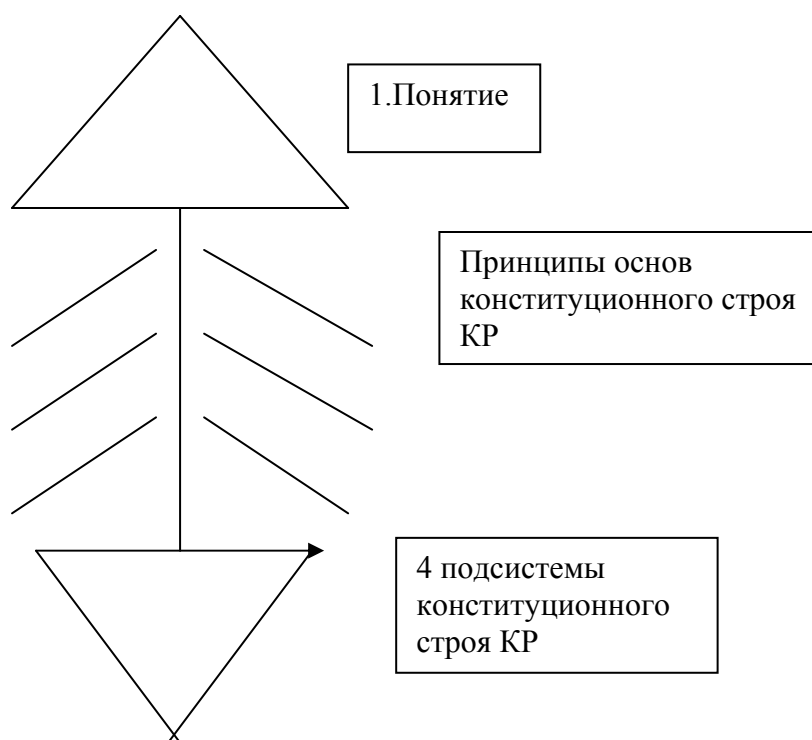 1.Понятие
Принципы основ
конституционного строя
КР
4 подсистемы
конституционного
строя КР